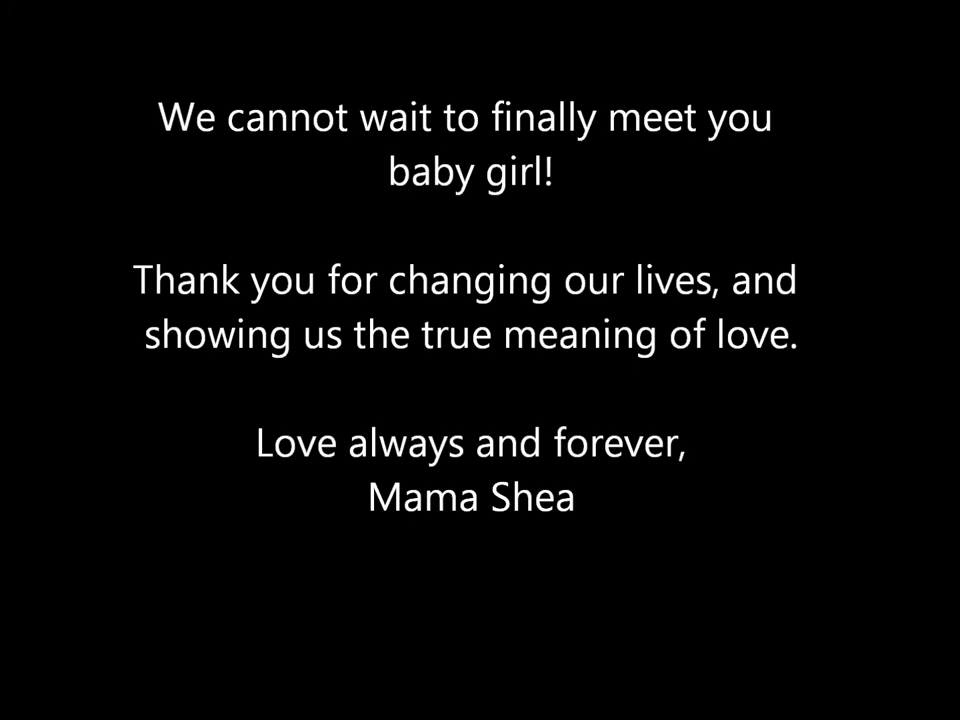 We cannot wait to finally meet you
baby girl!
Thank you for changing our lives, and
showing us the true meaning of love.
Love always and forever,
Mama Shea